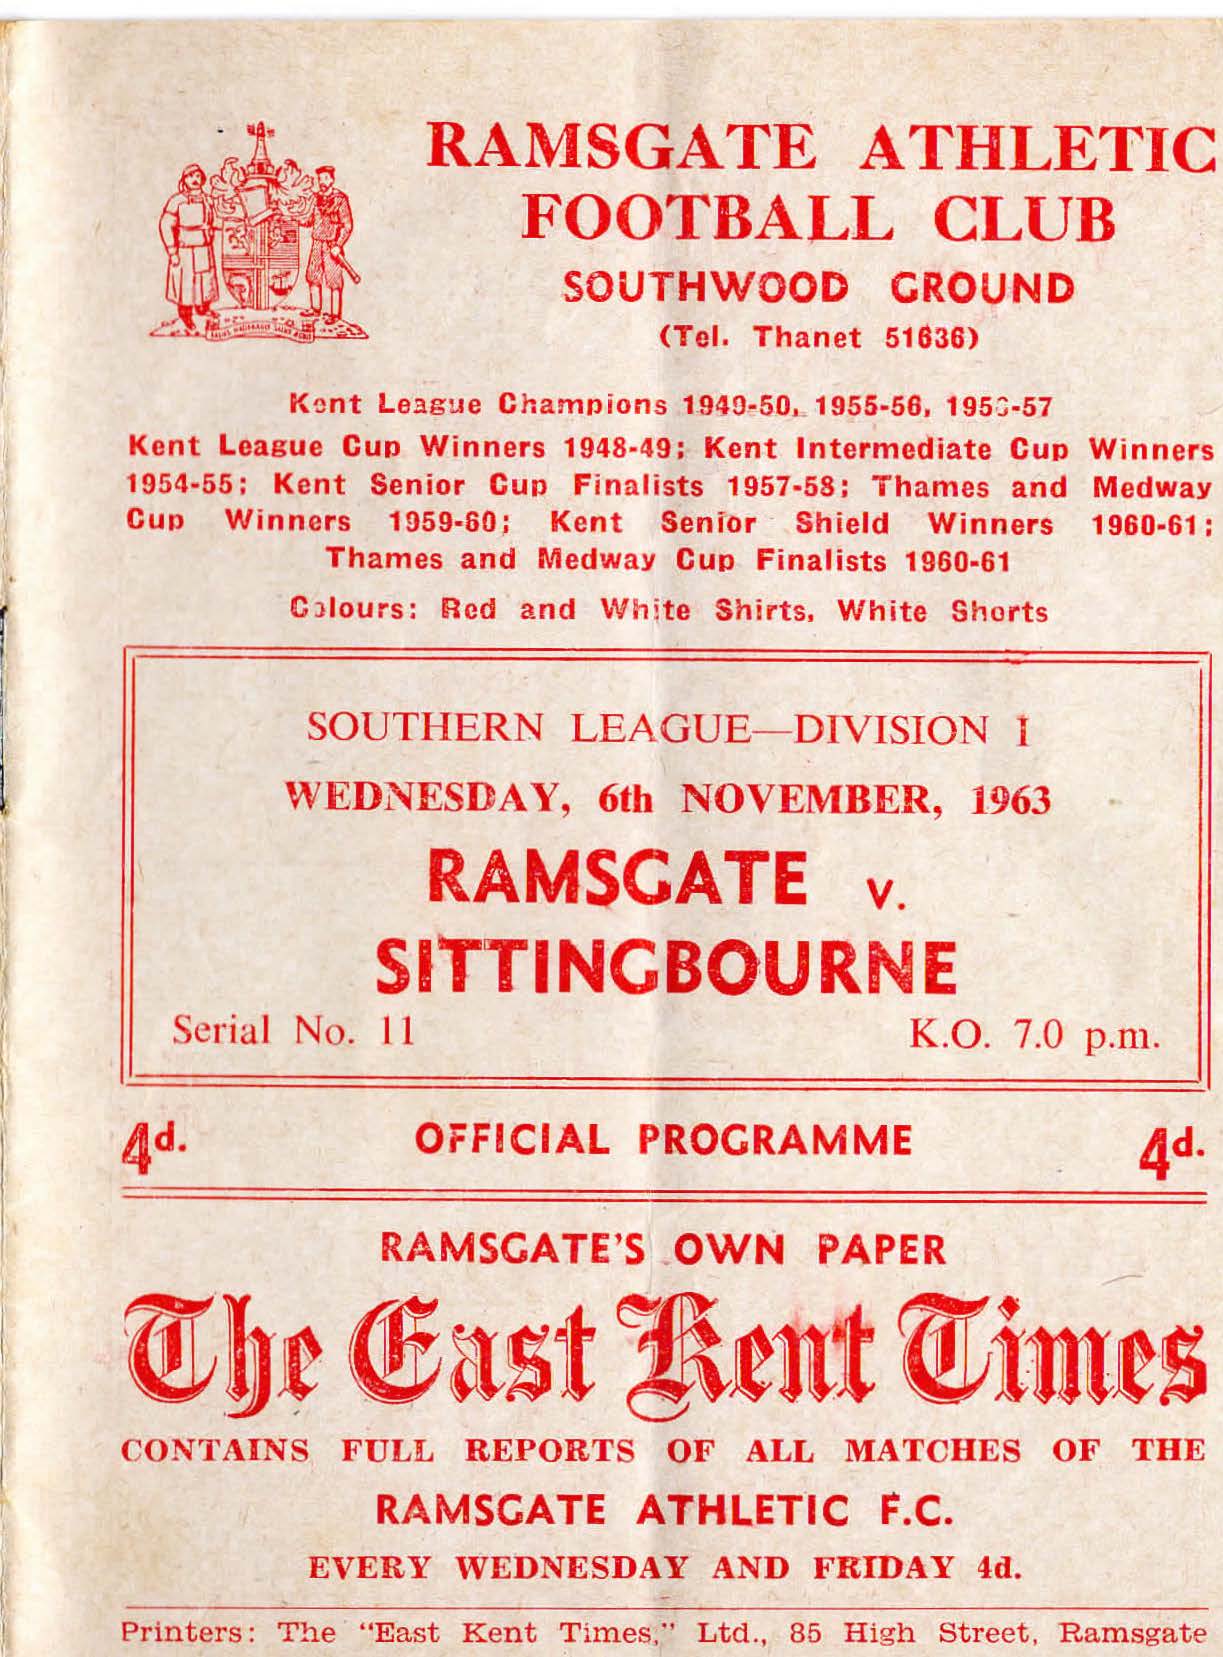 RAMSGATE ATHLETIC
FOOTBALL CLUB
SOUTHWOOD GROUND
(Tel. Thanet 51636)
Kent League Champions 1949-50, 1955-56, 1956-57
Kent League Cup Winners 1948-49; Kent Intermediate Cup Winners
1954-55; Kent Senior Cup Finalists 1957-58; Thames and Medway
Cup Winners 1959-60; Kent Senior Shield Winners 1960-61;
Thames and Medway Cup Finalists 1960-61
Colours: Red and White Shirts, White Shorts
SOUTHERN LEAGUE—DIVISION I
WEDNESDAY, 6th NOVEMBER, 1963
RAMSGATE v.
SITTINGBOURNE
Serial No. 11 K.O. 7.0 p.m.
4d. OFFICIAL PROGRAMME 4d.
RAMSGATE'S OWN PAPER
The East Kent Times
CONTAINS FULL REPORTS OF ALL MATCHES OF THE
RAMSGATE ATHLETIC F.C.
EVERY WEDNESDAY AND FRIDAY 4d.
Printers: The "East Kent Times," Ltd., 85 High Street, Ramsgate